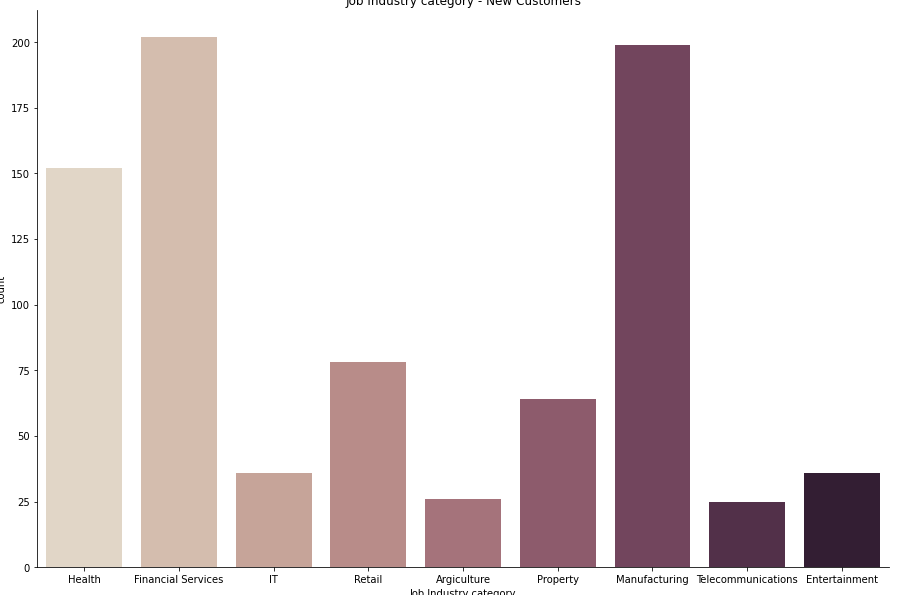 Job Industry category - New Customers
200
175
150
125
100
75
50
25
0
count
Health Financial Services IT Retail Argiculture Property Manufacturing Telecommunications Entertainment
Job Industry category